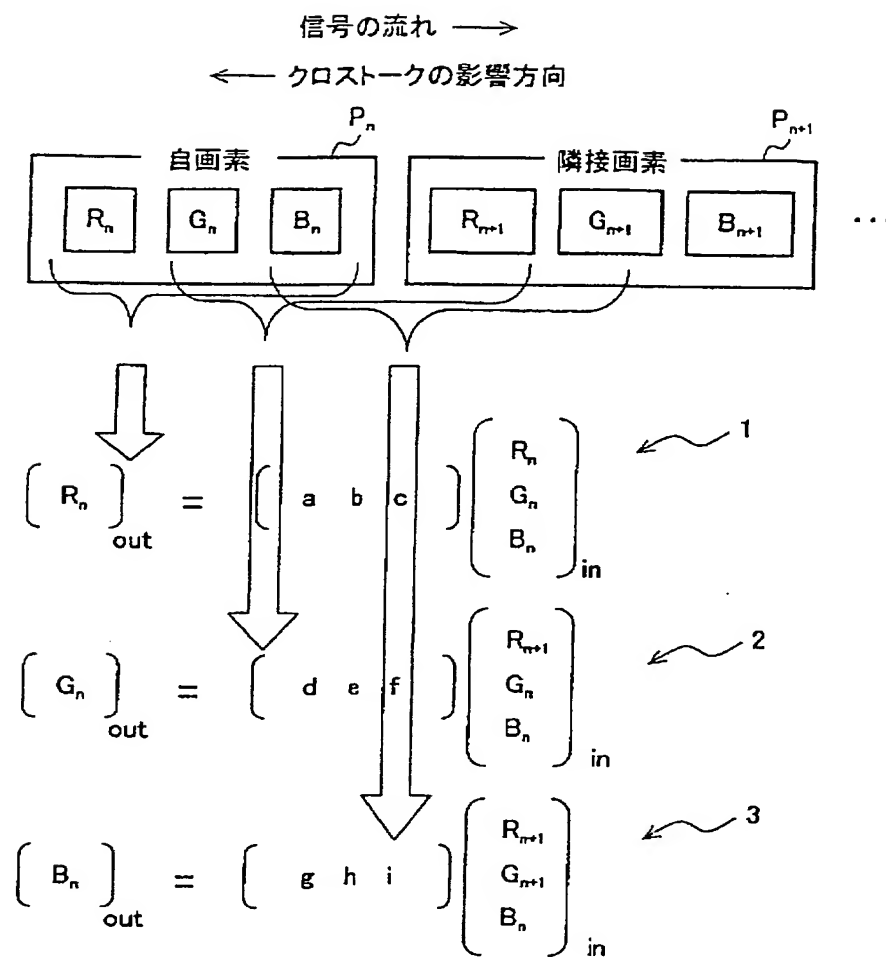 信号の流れ →
← クロストークの影響方向
Pn Pn+1
自画素 隣接画素
Rn Gn Bn Rn+1 Gn+1 Bn+1 ...
1
(Rn)out = (a b c) (Rn Gn Bn)in
2
(Gn)out = (d e f) (Rn+1 Gn Bn)in
3
(Bn)out = (g h i) (Rn+1 Gn+1 Bn)in